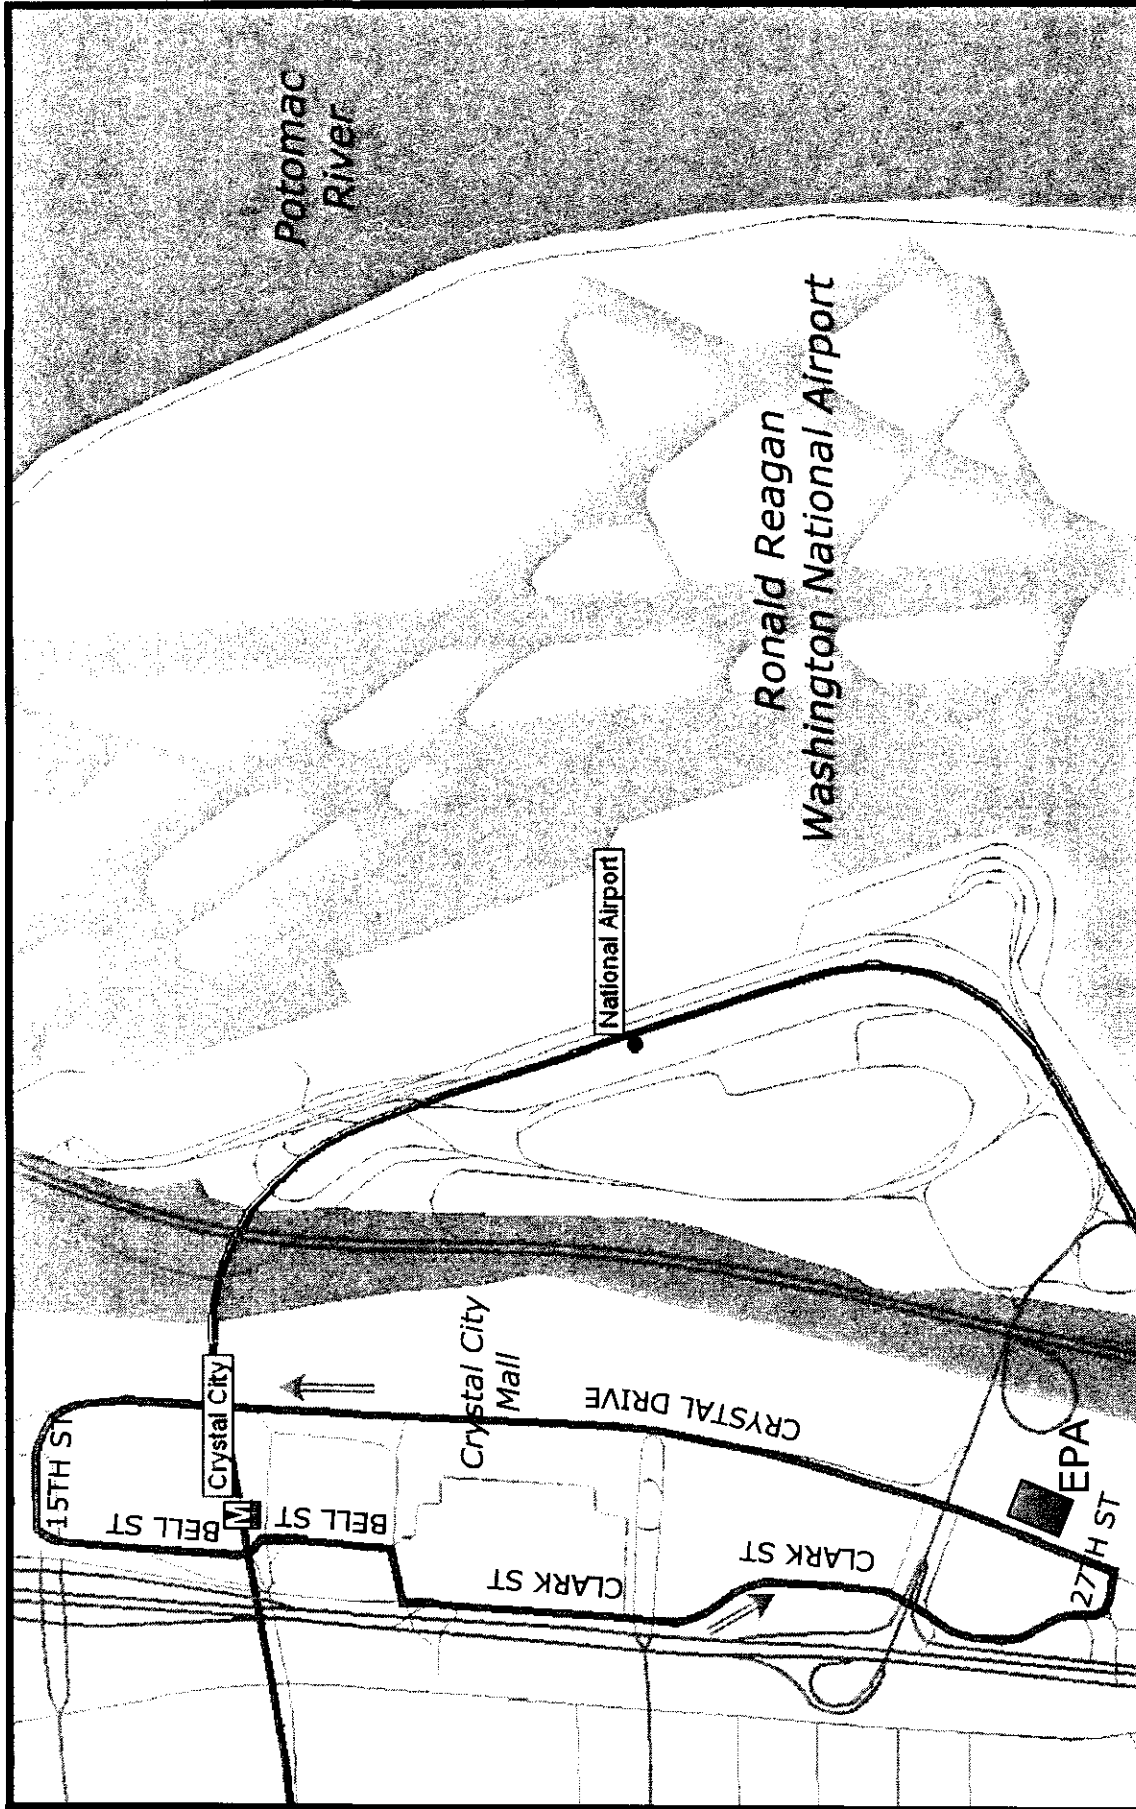 Potomac
River
Ronald Reagan
Washington National Airport
National Airport
Crystal City
Crystal City
Mall
15TH ST
BELL ST
M
BELL ST
CLARK ST
CLARK ST
CRYSTAL DRIVE
EPA
27TH ST